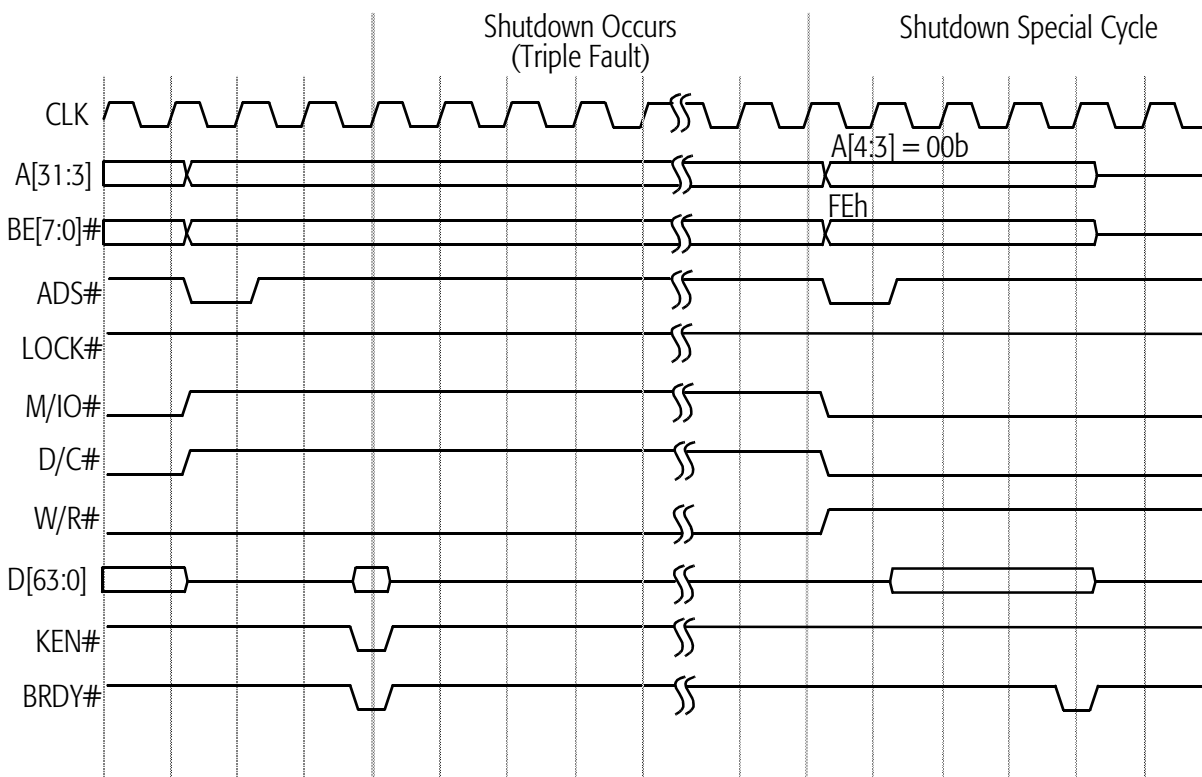 Shutdown Occurs
(Triple Fault)
Shutdown Special Cycle
CLK
A[4:3] = 00b
A[31:3]
FEh
BE[7:0]#
ADS#
LOCK#
M/IO#
D/C#
W/R#
D[63:0]
KEN#
BRDY#